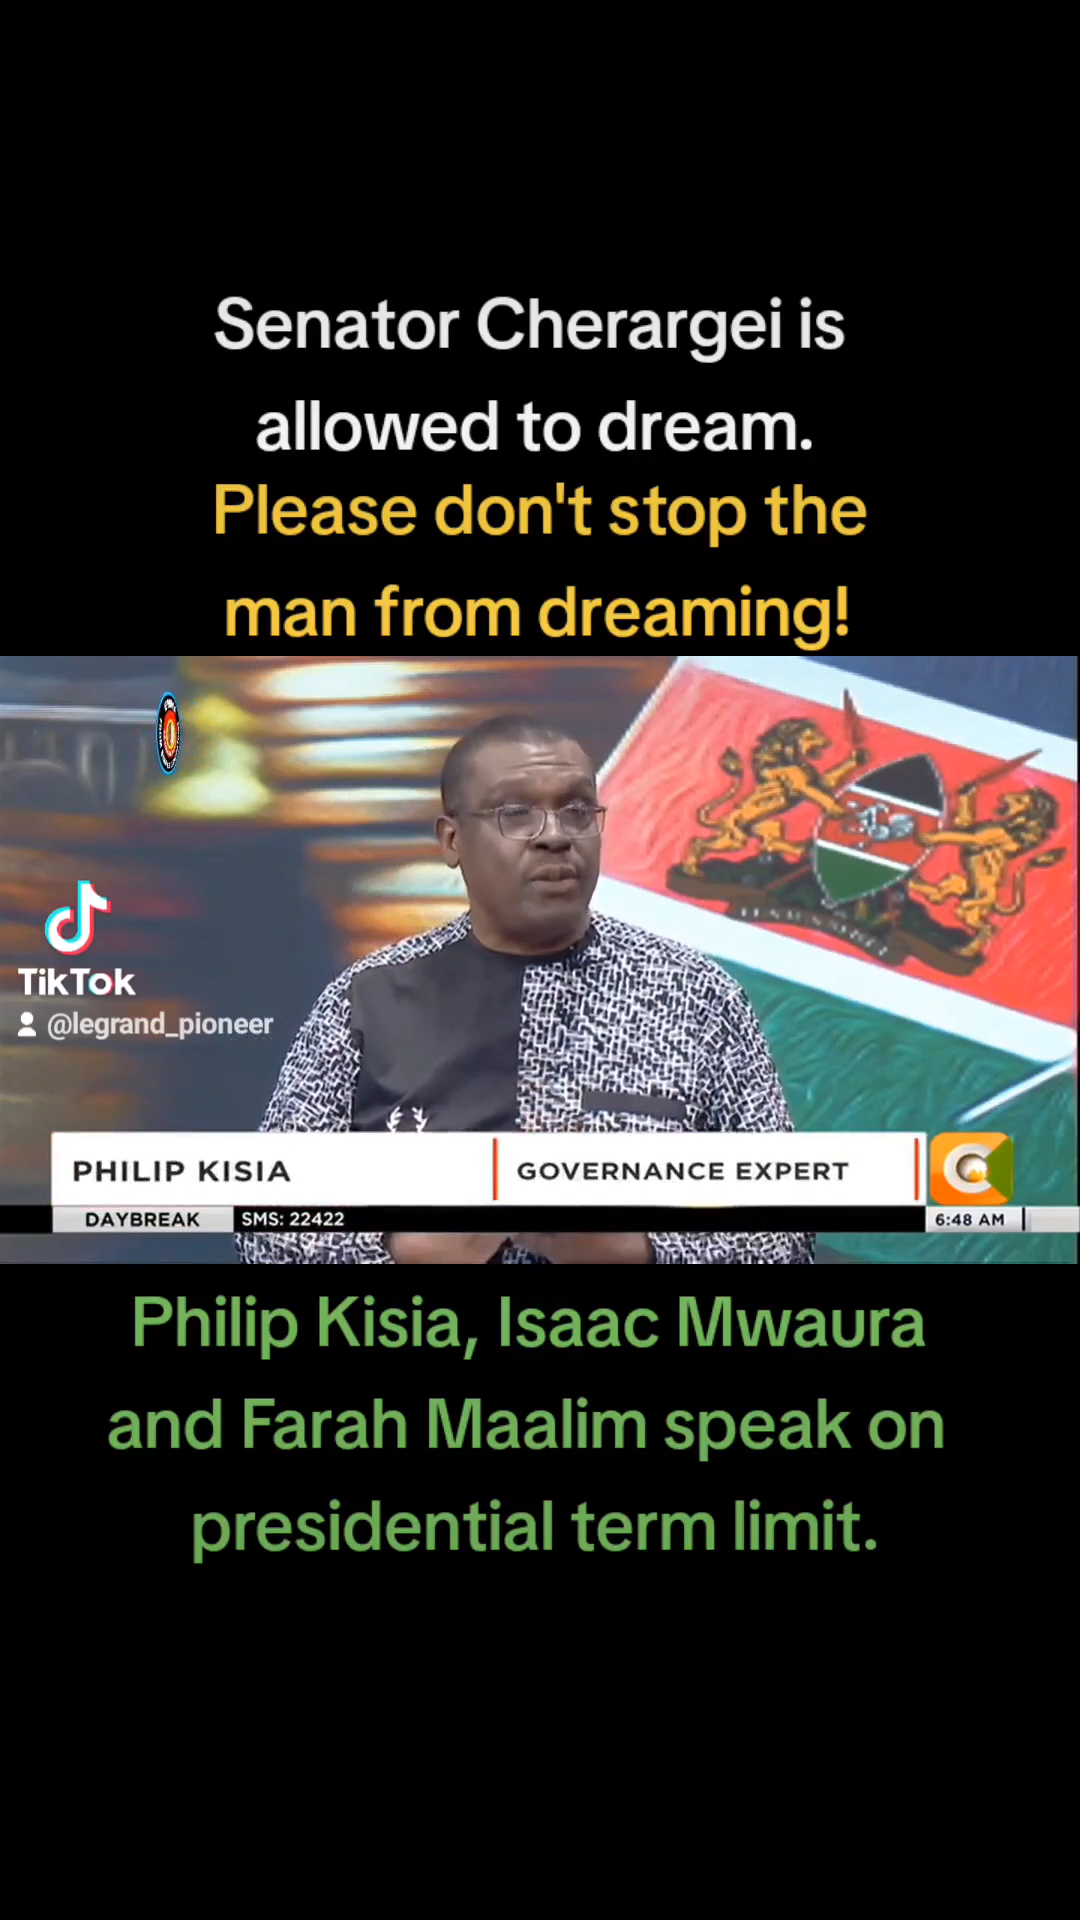 Senator Cherargei is
allowed to dream.
Please don't stop the
man from dreaming!
TikTok
@legrand_pioneer
PHILIP KISIA
GOVERNANCE EXPERT
DAYBREAK
SMS: 22422
6:48 AM
Philip Kisia, Isaac Mwaura
and Farah Maalim speak on
presidential term limit.